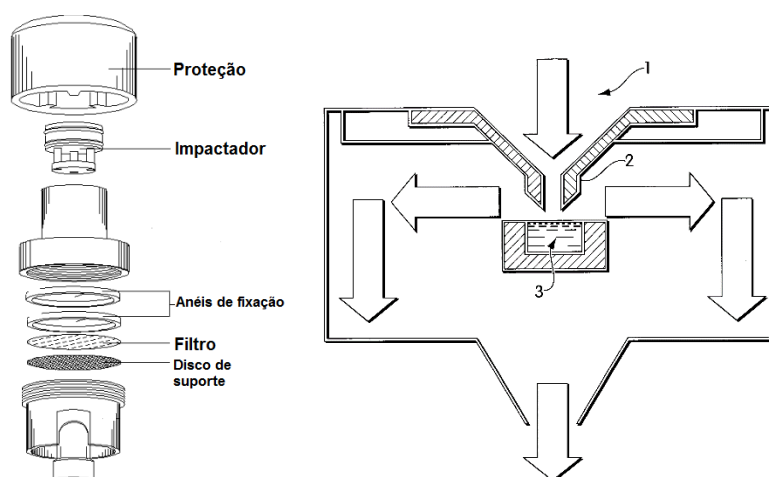 Proteção
Impactador
Anéis de fixação
Filtro
Disco de
suporte
1
2
3